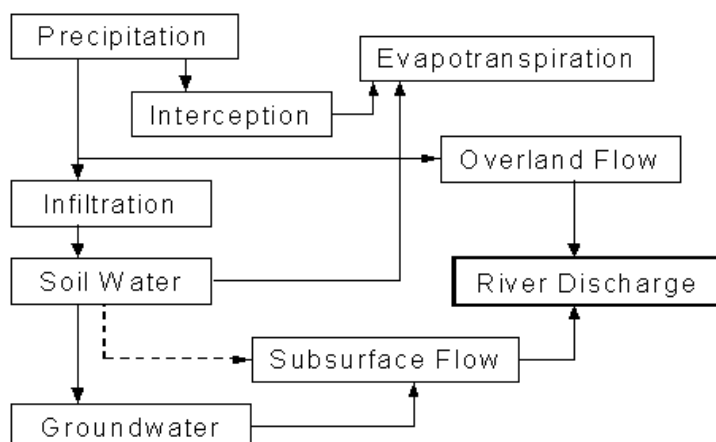 Precipitation
Evapotranspiration
Interception
Overland Flow
Infiltration
Soil Water
River Discharge
Subsurface Flow
Groundwater